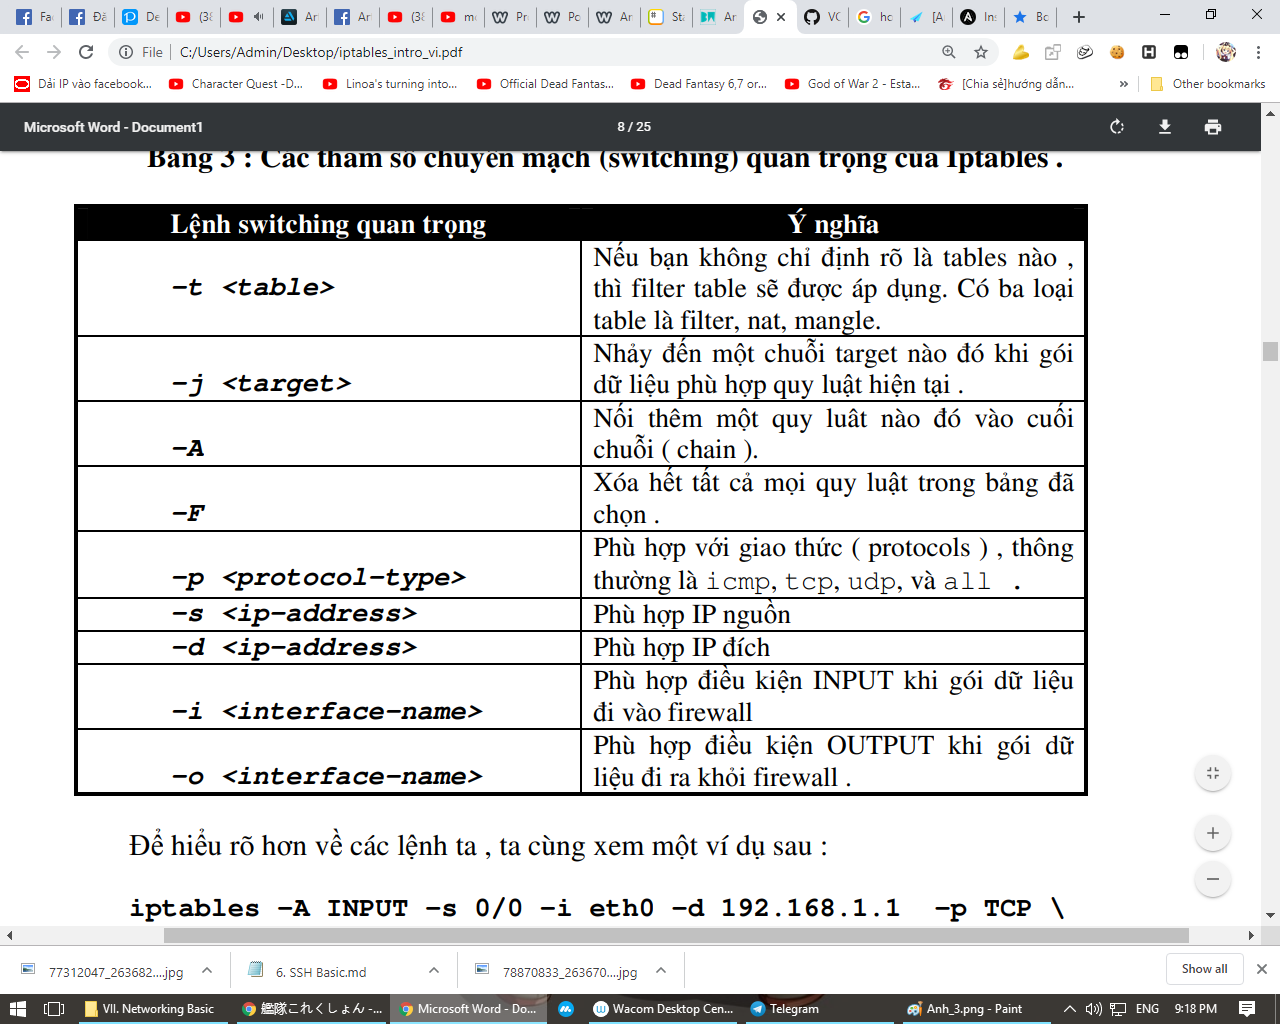 Fa
Đă
De
(38
Art
Ar
(38
me
Pr
Po
Ar
Sta
An
VC
ho
[A
Ins
Bo
File
C:/Users/Admin/Desktop/iptables_intro_vi.pdf
Dải IP vào facebook...
Character Quest -D...
Linoa's turning into...
Official Dead Fantas...
Dead Fantasy 6,7 or...
God of War 2 - Esta...
[Chia sẻ]hướng dẫn...
»
Other bookmarks
Microsoft Word - Document1
8 / 25
Bảng 3 : Các tham số chuyển mạch (switching) quan trọng của Iptables .
Lệnh switching quan trọng
Ý nghĩa
–t <table>
Nếu bạn không chỉ định rõ là tables nào ,
thì filter table sẽ được áp dụng. Có ba loại
table là filter, nat, mangle.
–j <target>
Nhảy đến một chuỗi target nào đó khi gói
dữ liệu phù hợp quy luật hiện tại .
–A
Nối thêm một quy luât nào đó vào cuối
chuỗi ( chain ).
–F
Xóa hết tất cả mọi quy luật trong bảng đã
chọn .
–p <protocol-type>
Phù hợp với giao thức ( protocols ) , thông
thường là icmp, tcp, udp, và all .
–s <ip-address>
Phù hợp IP nguồn
–d <ip-address>
Phù hợp IP đích
–i <interface-name>
Phù hợp điều kiện INPUT khi gói dữ liệu
đi vào firewall
–o <interface-name>
Phù hợp điều kiện OUTPUT khi gói dữ
liệu đi ra khỏi firewall .
Để hiểu rõ hơn về các lệnh ta , ta cùng xem một ví dụ sau :
iptables –A INPUT –s 0/0 –i eth0 –d 192.168.1.1 –p TCP \
77312047_263682....jpg
6. SSH Basic.md
78870833_263670....jpg
Show all
VII. Networking Basic
艦隊これくしょん -...
Microsoft Word - Do...
Wacom Desktop Cen...
Telegram
Anh_3.png - Paint
ENG
9:18 PM